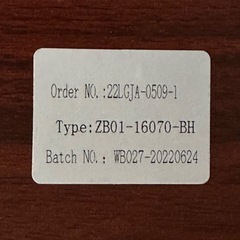 Order NO.:22LGJA-0509-1
Type:ZB01-16070-BH
Batch NO.: WB027-20220624